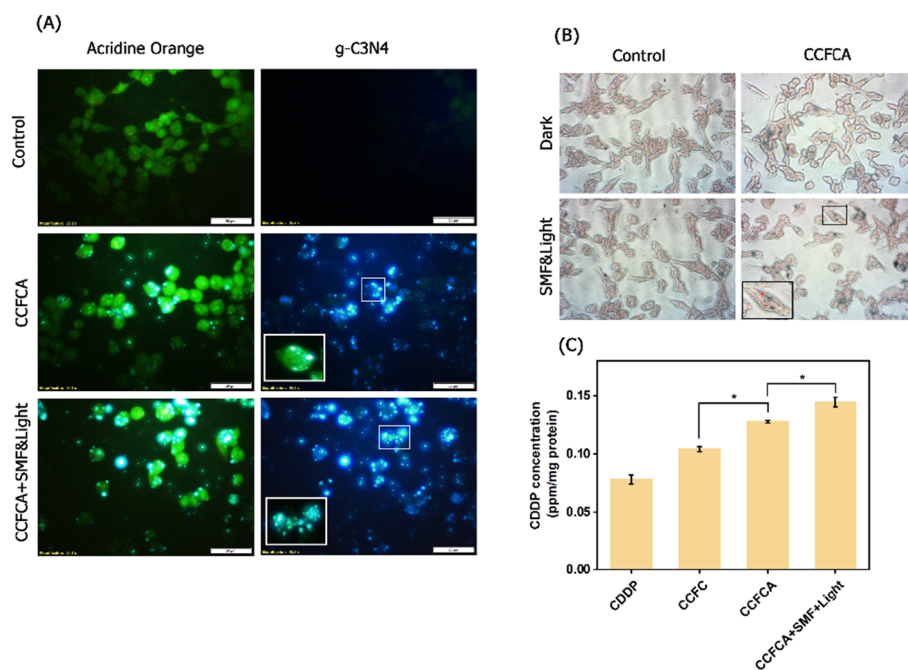 (A)
Acridine Orange
g-C3N4
Control
CCFCA
CCFCA+SMF&Light
(B)
Control
CCFCA
Dark
SMF&Light
(C)
CDDP concentration
(ppm/mg protein)
0.15
0.10
0.05
0.00
*
*
CDDP
CCFC
CCFCA
CCFCA+SMF+Light